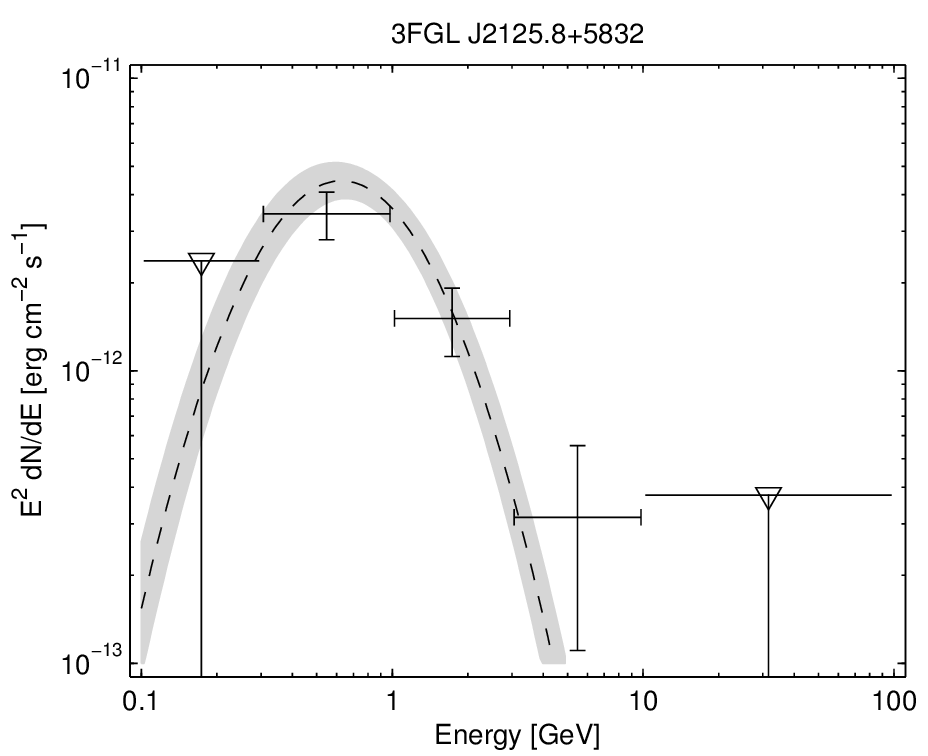 3FGL J2125.8+5832
10⁻¹¹
10⁻¹²
10⁻¹³
E² dN/dE [erg cm⁻² s⁻¹]
0.1 1 10 100
Energy [GeV]